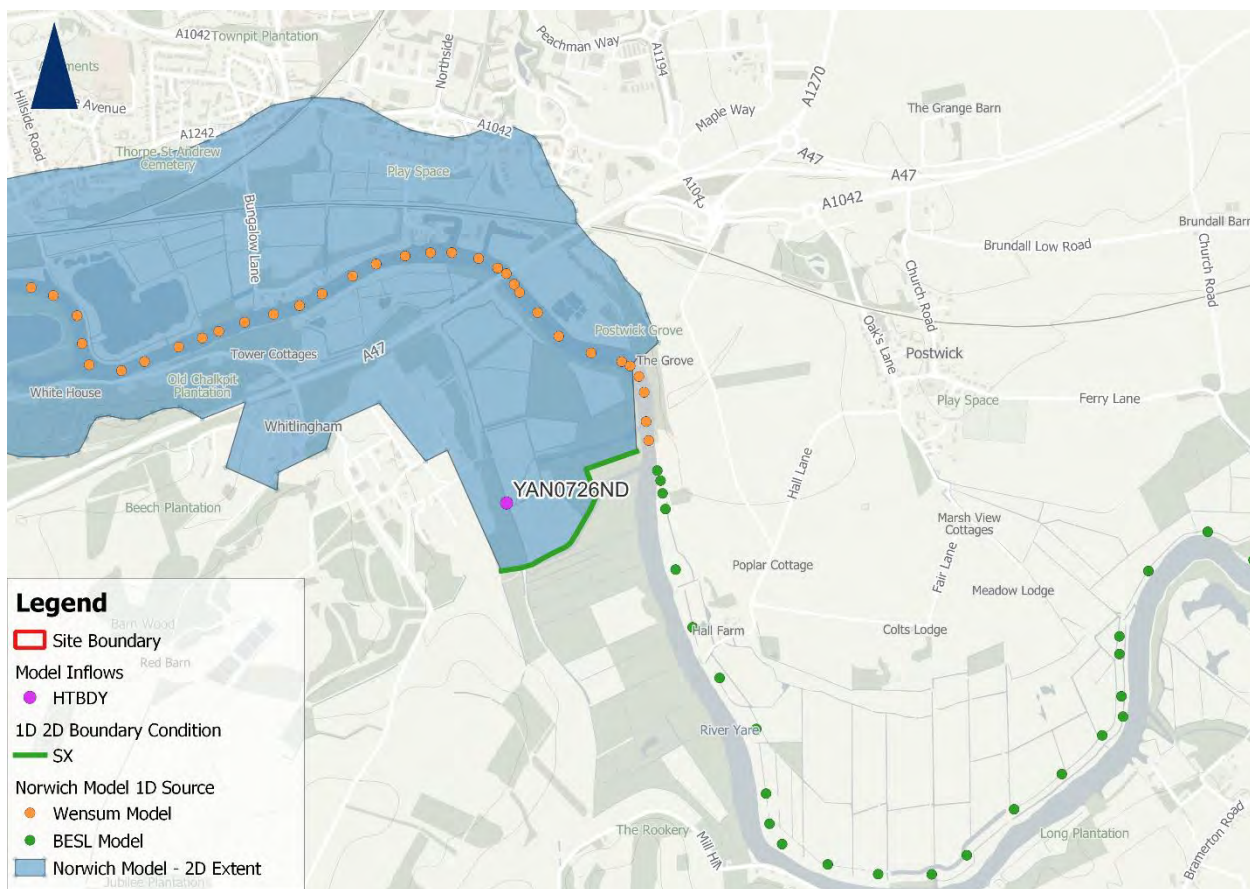 A1042
Townpit Plantation
Peachman Way
Northside
A1194
A1270
Hillside Road
Avenue
A1242
A1042
Maple Way
The Grange Barn
Thorpe St Andrew
Cemetery
Play Space
A47
A47
A1042
Bungalow Lane
Brundall Barn
Brundall Low Road
Church Road
Church Road
Oak's Lane
Postwick Grove
The Grove
Postwick
Tower Cottages
A47
White House
Old Chalkpit
Plantation
Play Space
Ferry Lane
Whitlingham
Hall Lane
YAN0726ND
Beech Plantation
Marsh View
Cottages
Poplar Cottage
Fair Lane
Meadow Lodge
Hall Farm
Colts Lodge
River Yare
The Rookery
Mill Hill
Long Plantation
Bramerton Road
Legend
Barn Wood
Site Boundary
Red Barn
Model Inflows
HTBDY
1D 2D Boundary Condition
SX
Norwich Model 1D Source
Wensum Model
BESL Model
Norwich Model - 2D Extent
Jubilee Plantation